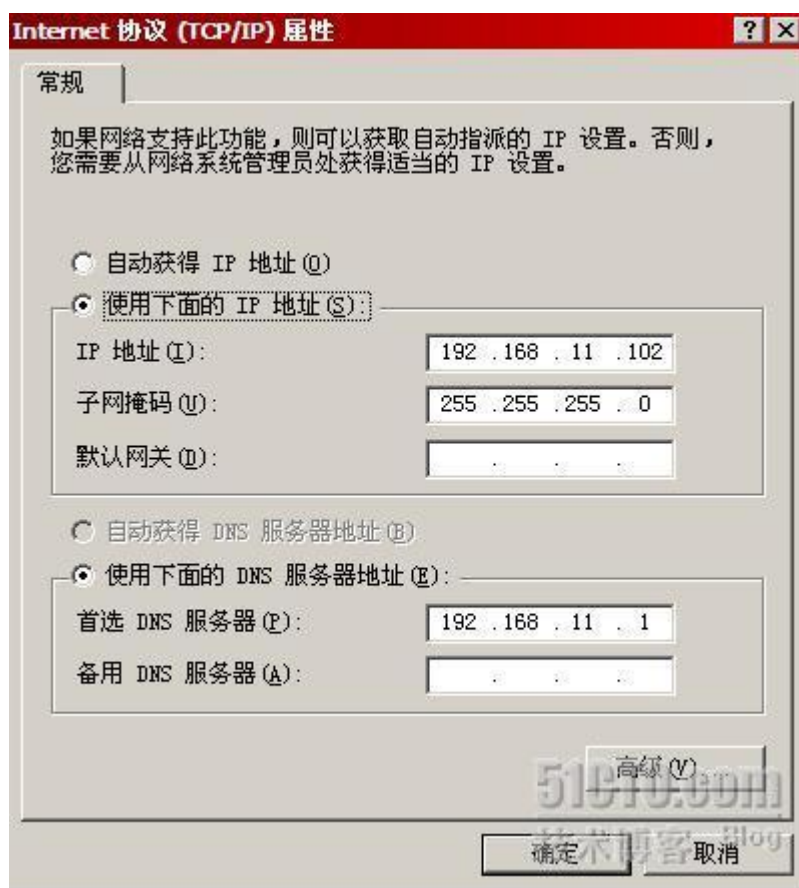 Internet 协议 (TCP/IP) 属性
常规
如果网络支持此功能，则可以获取自动指派的 IP 设置。否则，
您需要从网络系统管理员处获得适当的 IP 设置。
自动获得 IP 地址(O)
使用下面的 IP 地址(S):
IP 地址(I): 192 .168 . 11 .102
子网掩码(U): 255 .255 .255 . 0
默认网关(D): . . .
自动获得 DNS 服务器地址(B)
使用下面的 DNS 服务器地址(E):
首选 DNS 服务器(P): 192 .168 . 11 . 1
备用 DNS 服务器(A): . . .
高级(V)...
51CTO.com
技术博客 Blog
确定 取消